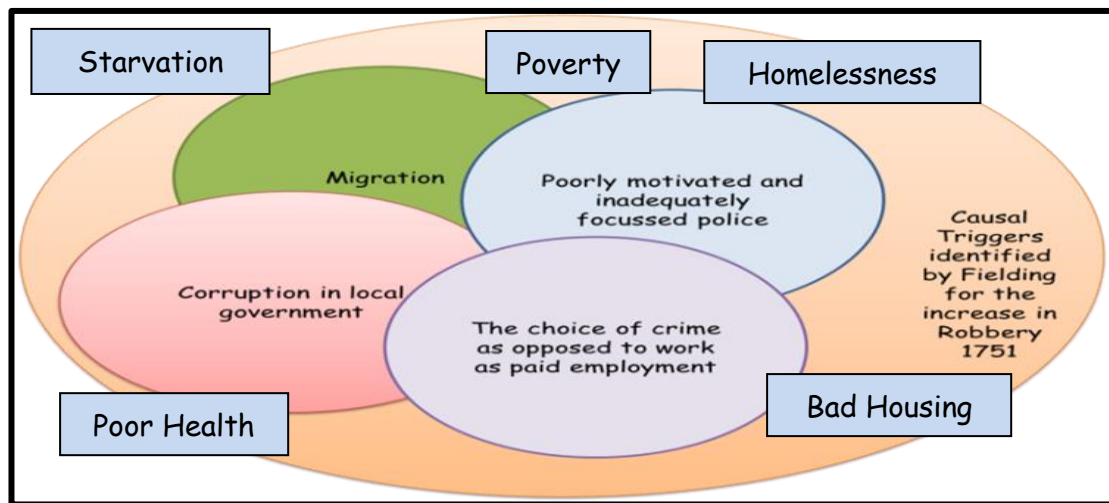 Starvation
Poverty
Homelessness
Migration
Poorly motivated and
inadequately
focussed police
Causal
Triggers
identified
by Fielding
for the
increase in
Robbery
1751
Corruption in local
government
The choice of crime
as opposed to work
as paid employment
Poor Health
Bad Housing